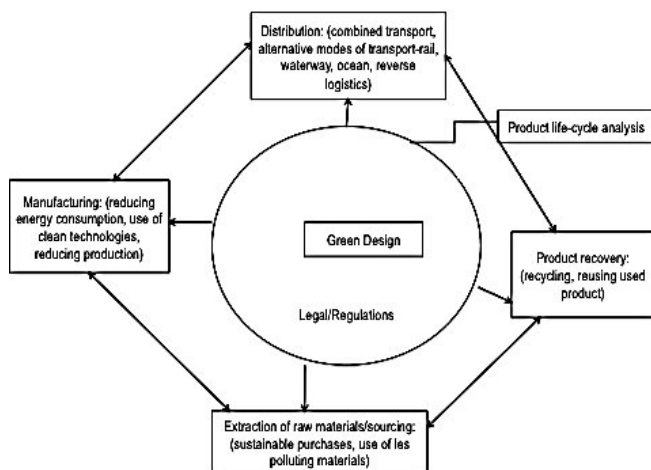 Distribution: (combined transport,
alternative modes of transport-rail,
waterway, ocean, reverse
logistics}
Product life-cycle analysis
Manufacturing: (reducing
energy consumption, use of
clean technologies,
reducing production}
Green Design
Product recovery:
(recycling, reusing used
product)
Legal/Regulations
Extraction of raw materials/sourcing:
(sustainable purchases, use of les
polluting materials)